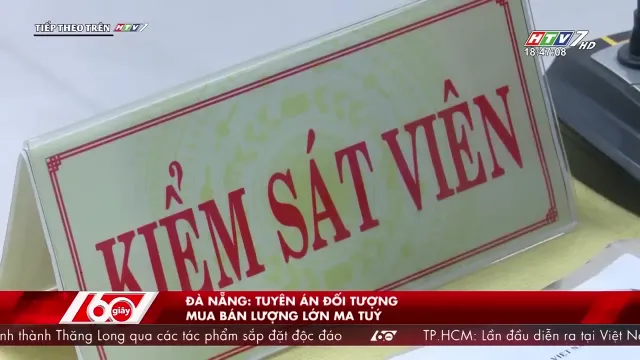 TIẾP THEO TRÊN HTV7
HTV7 HD
18:47:08
KIỂM SÁT VIÊN
60 giây
ĐÀ NẴNG: TUYÊN ÁN ĐỐI TƯỢNG
MUA BÁN LƯỢNG LỚN MA TUÝ
nh thành Thăng Long qua các tác phẩm sắp đặt độc đáo 60 giây TP.HCM: Lần đầu diễn ra tại Việt N